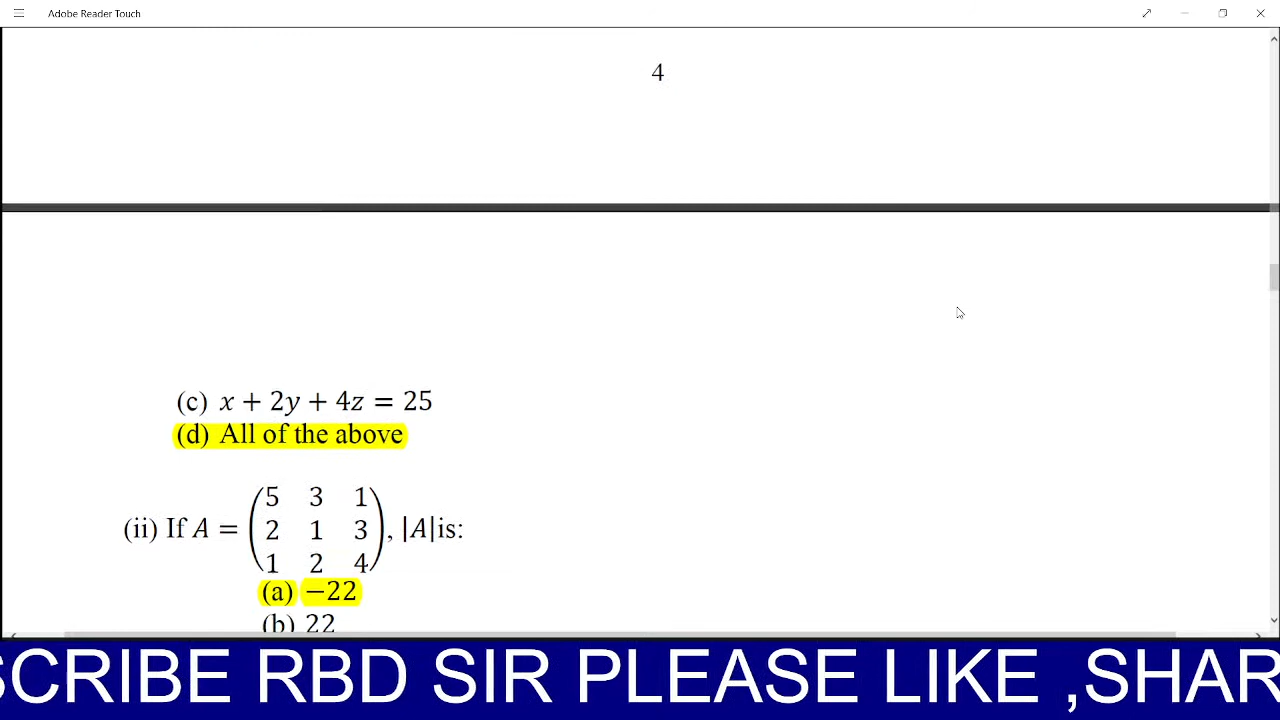 Adobe Reader Touch
4
(c) x + 2y + 4z = 25
(d) All of the above
5 3 1
(ii) If A = ( 2 1 3 ) , |A|is:
1 2 4
(a) −22
(b) 22
SCRIBE RBD SIR PLEASE LIKE ,SHAR